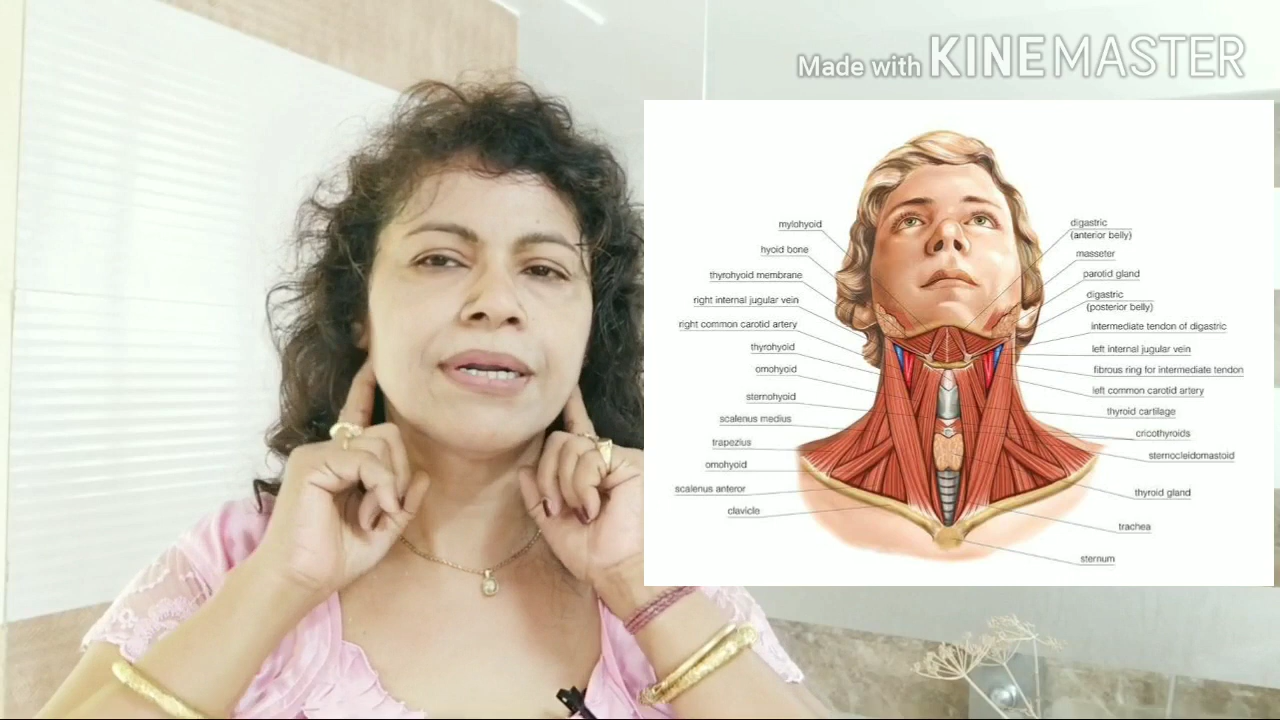 Made with KINEMASTER
mylohyoid
hyoid bone
thyrohyoid membrane
right internal jugular vein
right common carotid artery
thyrohyoid
omohyoid
sternohyoid
scalenus medius
trapezius
omohyoid
scalenus anteror
clavicle
digastric
(anterior belly)
masseter
parotid gland
digastric
(posterior belly)
intermediate tendon of digastric
left internal jugular vein
fibrous ring for intermediate tendon
left common carotid artery
thyroid cartilage
cricothyroids
sternocleidomastoid
thyroid gland
trachea
sternum